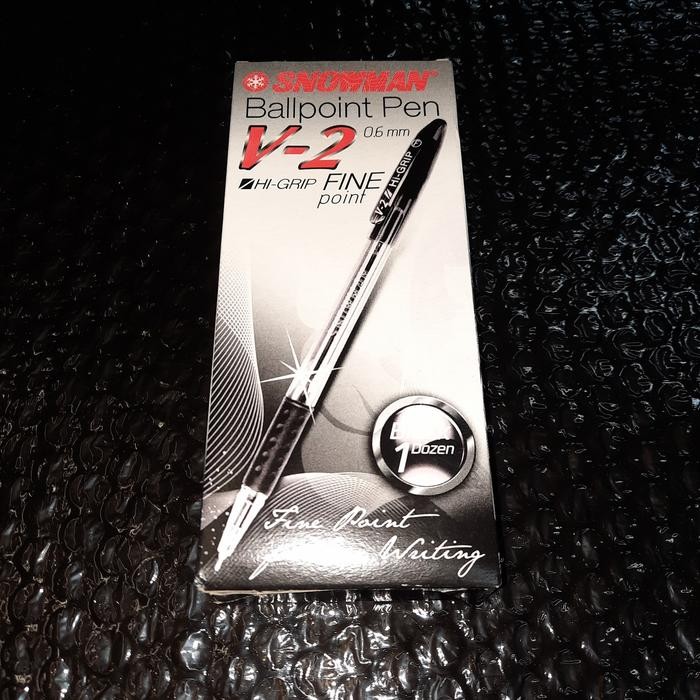 SNOWMAN®
Ballpoint Pen
V-2 0.6 mm
HI-GRIP FINE
point
V-2 HI-GRIP
1 Dozen
Fine Point
Writing